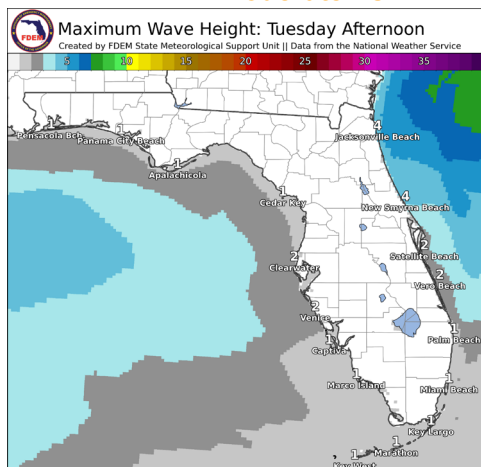 FDEM
Maximum Wave Height: Tuesday Afternoon
Created by FDEM State Meteorological Support Unit || Data from the National Weather Service
5 10 15 20 25 30 35
1
Pensacola Bch
1
Panama City Beach
1
Apalachicola
4
Jacksonville Beach
1
Cedar Key
4
New Smyrna Beach
2
Satellite Beach
2
Clearwater
2
Vero Beach
2
Venice
1
Palm Beach
1
Captiva
1
Marco Island
1
Miami Beach
1
Key Largo
1
Marathon
1
Key West